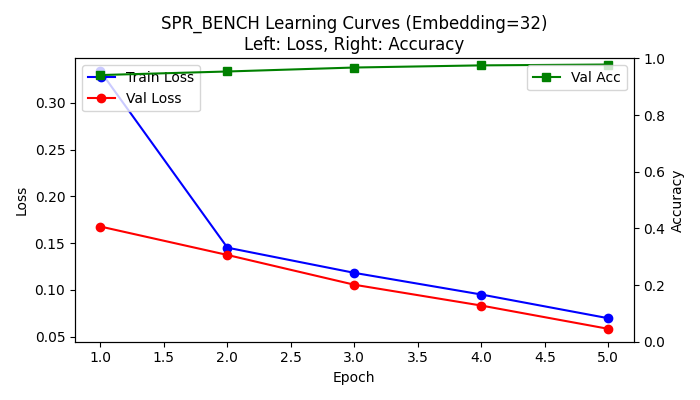 SPR_BENCH Learning Curves (Embedding=32)
Left: Loss, Right: Accuracy
Train Loss
Val Loss
Val Acc
Loss
0.30
0.25
0.20
0.15
0.10
0.05
1.0
0.8
0.6
0.4
0.2
0.0
Accuracy
1.0 1.5 2.0 2.5 3.0 3.5 4.0 4.5 5.0
Epoch